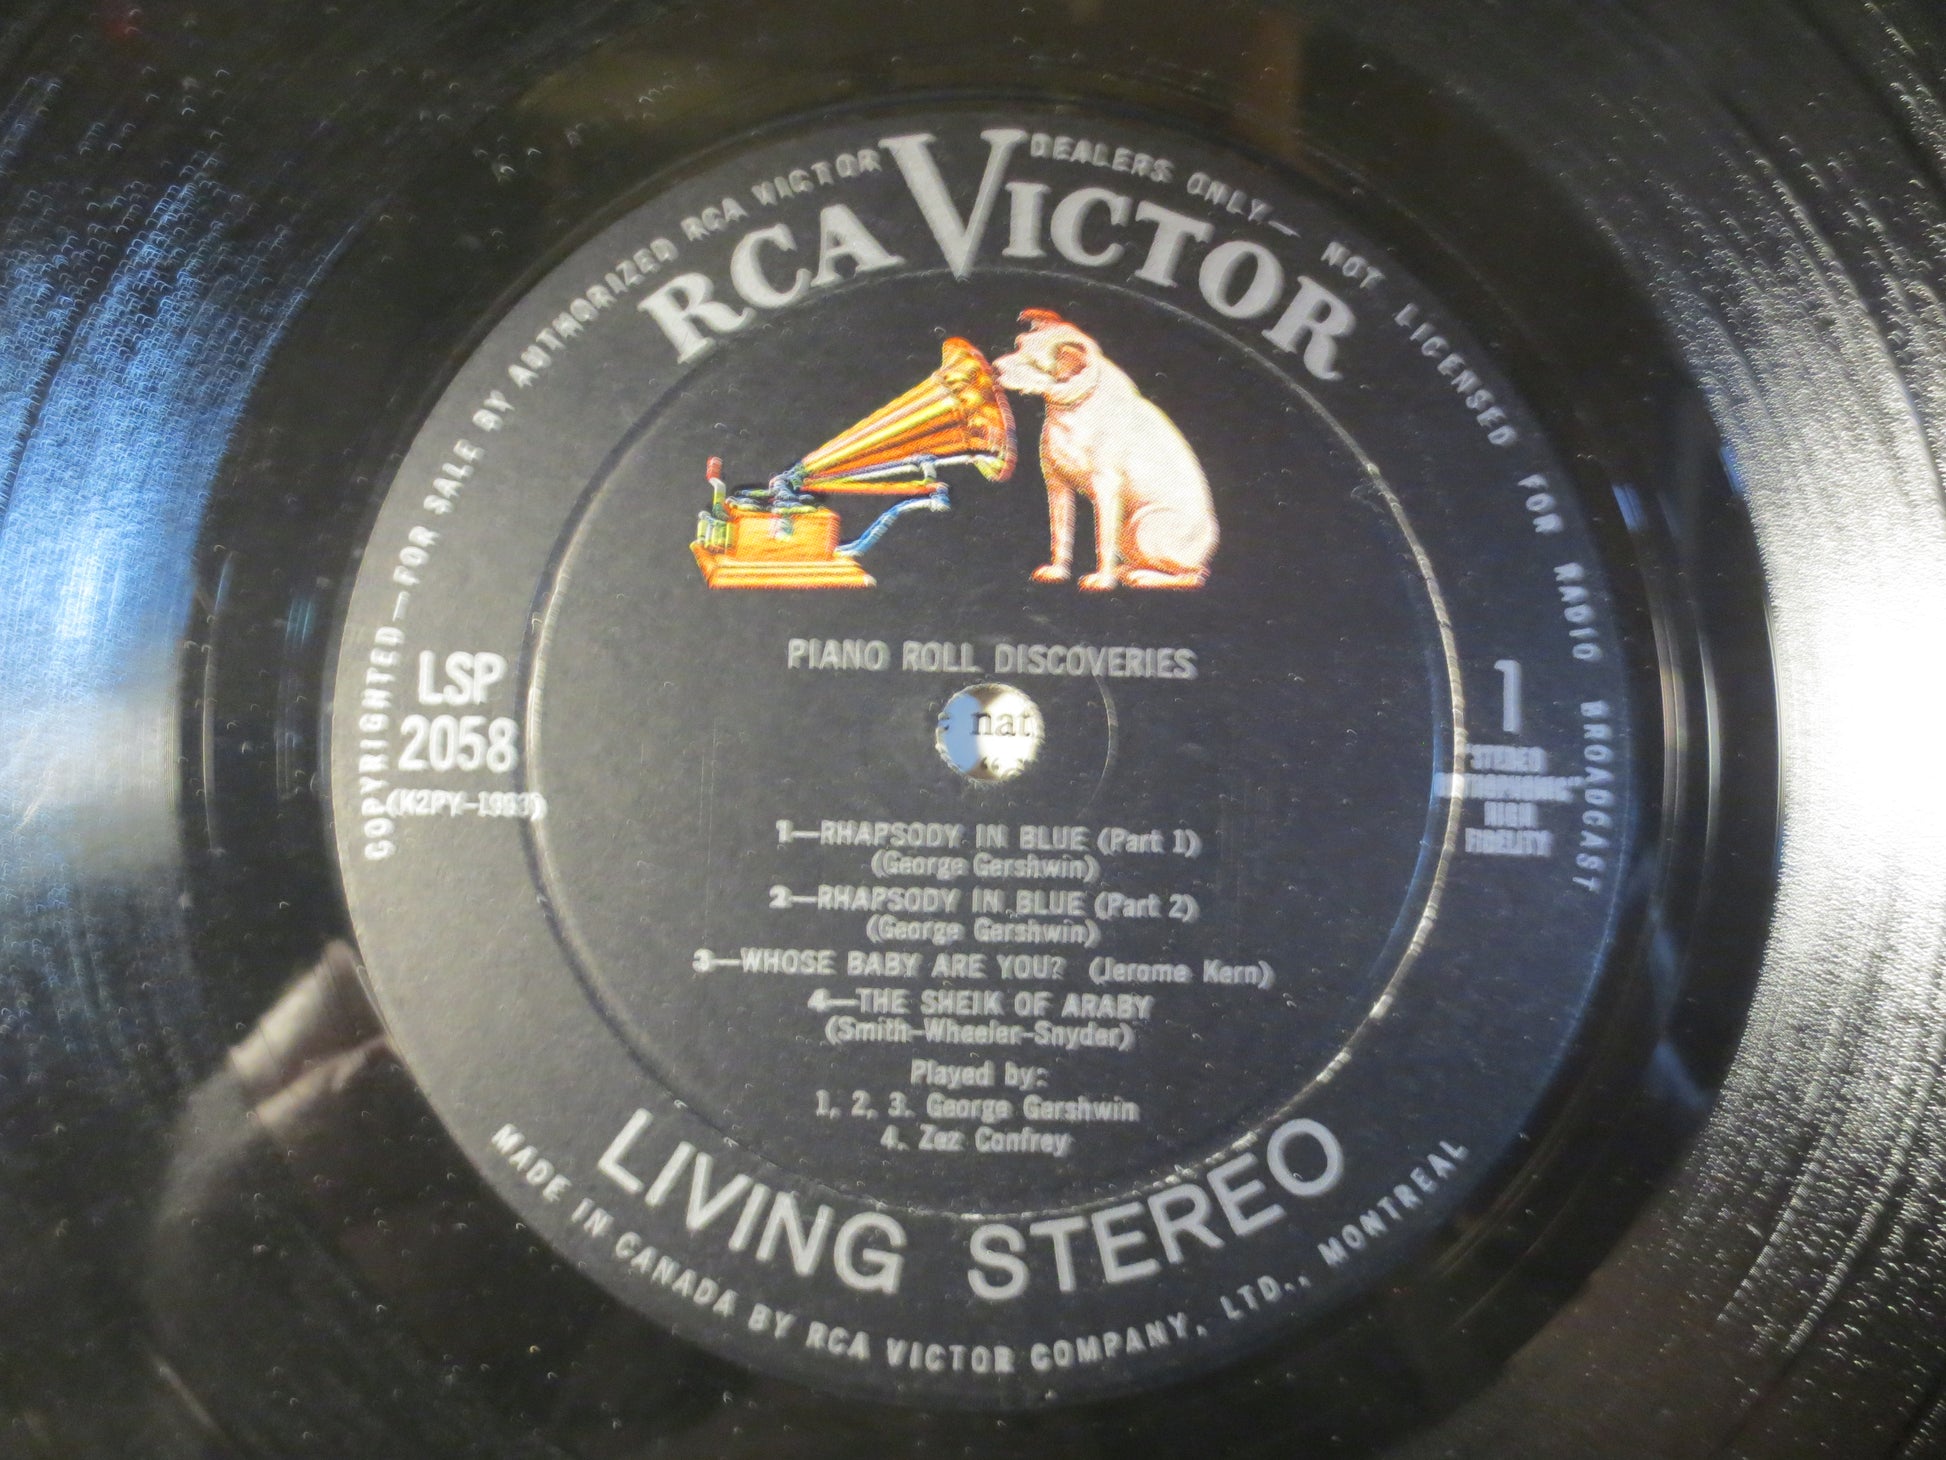 COPYRIGHTED—FOR SALE BY AUTHORIZED RCA VICTOR DEALERS ONLY— NOT LICENSED FOR RADIO BROADCAST
RCA VICTOR
PIANO ROLL DISCOVERIES
LSP
2058
1
"STEREO
HIGH
FIDELITY
nat
1—RHAPSODY IN BLUE (Part 1)
(George Gershwin)
2—RHAPSODY IN BLUE (Part 2)
(George Gershwin)
3—WHOSE BABY ARE YOU? (Jerome Kern)
4—THE SHEIK OF ARABY
(Smith-Wheeler-Snyder)
Played by:
1, 2, 3. George Gershwin
4. Zez Confrey
LIVING STEREO
MADE IN CANADA BY RCA VICTOR COMPANY, LTD., MONTREAL